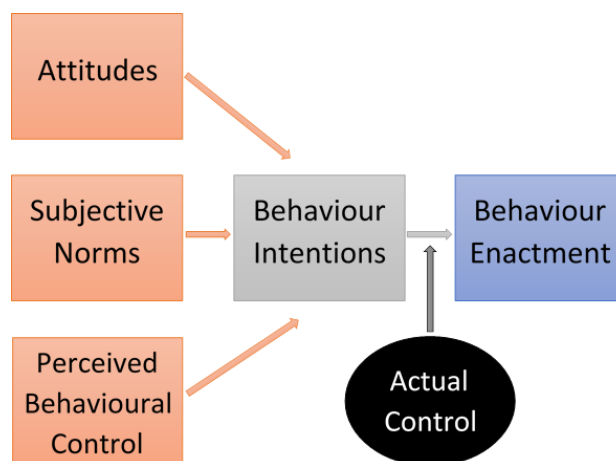 Attitudes
Subjective
Norms
Behaviour
Intentions
Behaviour
Enactment
Perceived
Behavioural
Control
Actual
Control